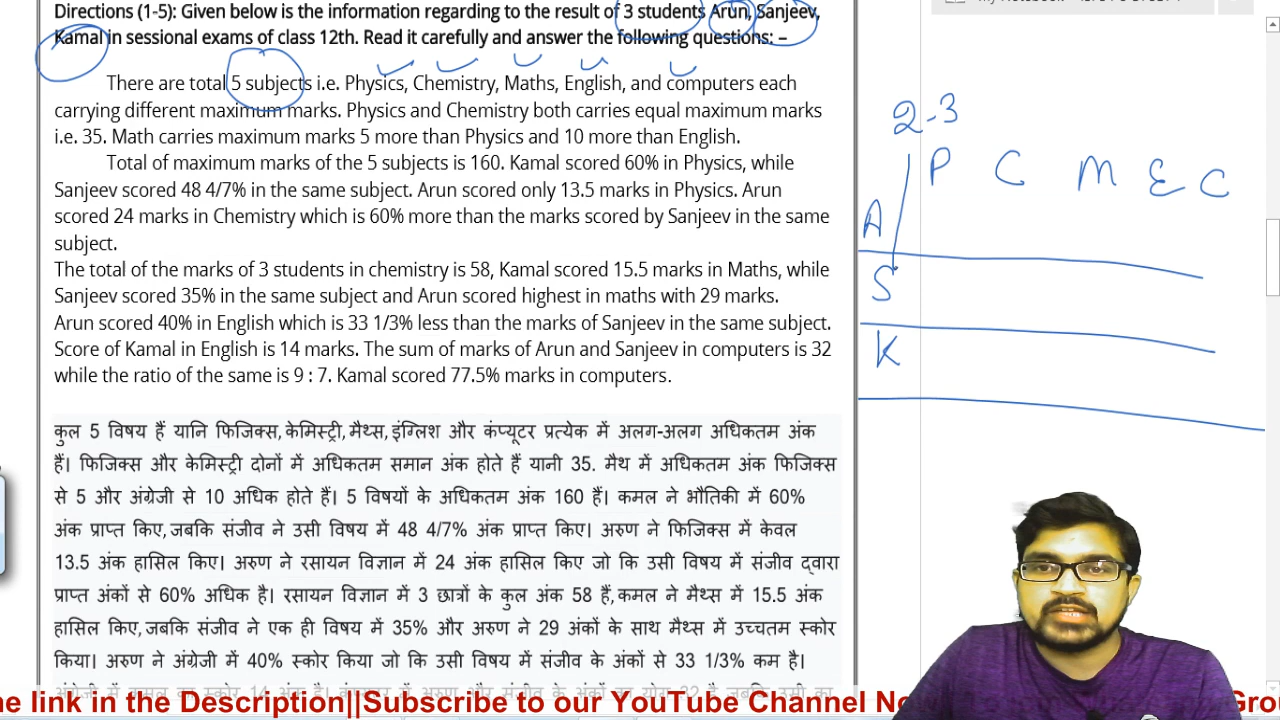 Directions (1-5): Given below is the information regarding to the result of 3 students Arun, Sanjeev,
Kamal in sessional exams of class 12th. Read it carefully and answer the following questions: –
There are total 5 subjects i.e. Physics, Chemistry, Maths, English, and computers each
carrying different maximum marks. Physics and Chemistry both carries equal maximum marks
i.e. 35. Math carries maximum marks 5 more than Physics and 10 more than English.
Total of maximum marks of the 5 subjects is 160. Kamal scored 60% in Physics, while
Sanjeev scored 48 4/7% in the same subject. Arun scored only 13.5 marks in Physics. Arun
scored 24 marks in Chemistry which is 60% more than the marks scored by Sanjeev in the same
subject.
The total of the marks of 3 students in chemistry is 58, Kamal scored 15.5 marks in Maths, while
Sanjeev scored 35% in the same subject and Arun scored highest in maths with 29 marks.
Arun scored 40% in English which is 33 1/3% less than the marks of Sanjeev in the same subject.
Score of Kamal in English is 14 marks. The sum of marks of Arun and Sanjeev in computers is 32
while the ratio of the same is 9 : 7. Kamal scored 77.5% marks in computers.
2-3
P C M E C
A
S
K
कुल 5 विषय हैं यानि फिजिक्स, केमिस्ट्री, मैथ्स, इंग्लिश और कंप्यूटर प्रत्येक में अलग-अलग अधिकतम अंक
हैं। फिजिक्स और केमिस्ट्री दोनों में अधिकतम समान अंक होते हैं यानी 35. मैथ में अधिकतम अंक फिजिक्स
से 5 और अंग्रेजी से 10 अधिक होते हैं। 5 विषयों के अधिकतम अंक 160 हैं। कमल ने भौतिकी में 60%
अंक प्राप्त किए, जबकि संजीव ने उसी विषय में 48 4/7% अंक प्राप्त किए। अरुण ने फिजिक्स में केवल
13.5 अंक हासिल किए। अरुण ने रसायन विज्ञान में 24 अंक हासिल किए जो कि उसी विषय में संजीव द्वारा
प्राप्त अंकों से 60% अधिक है। रसायन विज्ञान में 3 छात्रों के कुल अंक 58 हैं, कमल ने मैथ्स में 15.5 अंक
हासिल किए, जबकि संजीव ने एक ही विषय में 35% और अरुण ने 29 अंकों के साथ मैथ्स में उच्चतम स्कोर
किया। अरुण ने अंग्रेजी में 40% स्कोर किया जो कि उसी विषय में संजीव के अंकों से 33 1/3% कम है।
he link in the Description||Subscribe to our YouTube Channel